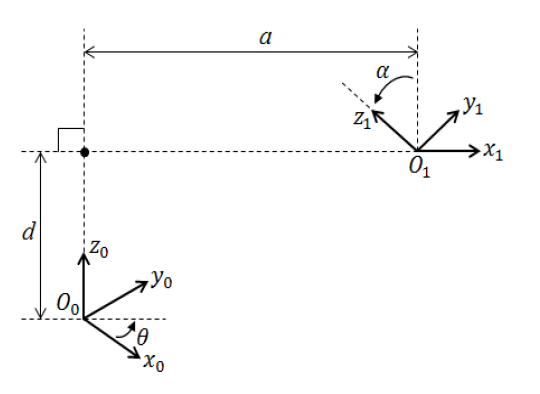 a
α
z₁
y₁
x₁
O₁
d
z₀
y₀
O₀
θ
x₀